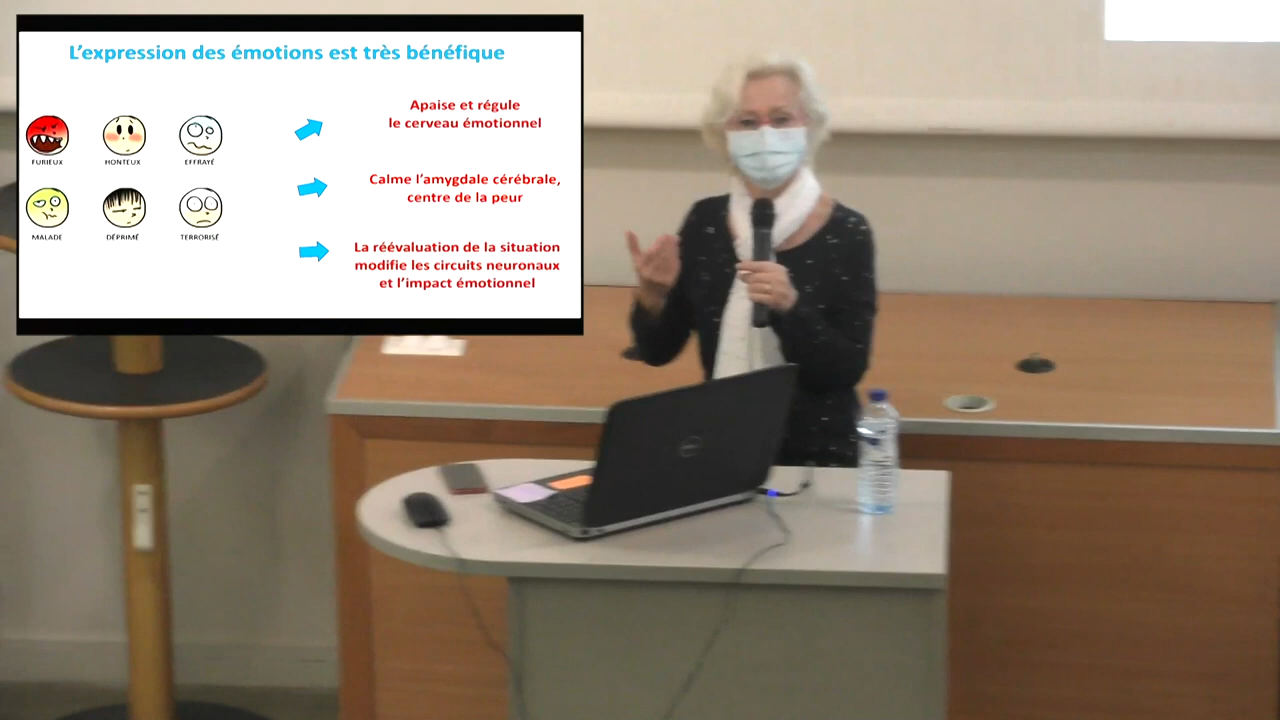 L'expression des émotions est très bénéfique
Apaise et régule
le cerveau émotionnel
FURIEUX
HONTEUX
EFFRAYÉ
Calme l'amygdale cérébrale,
centre de la peur
MALADE
DÉPRIMÉ
TERRORISÉ
La réévaluation de la situation
modifie les circuits neuronaux
et l'impact émotionnel